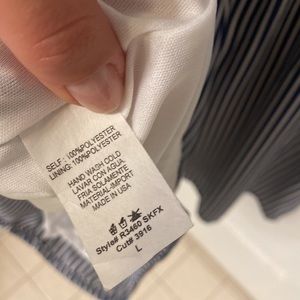 SELF : 100%POLYESTER
LINING: 100%POLYESTER
HAND WASH COLD
LAVAR CON AGUA
FRIA SOLAMENTE
MATERIAL:IMPORT
MADE IN USA
Style# R3460 SKFX
Cut# 3916
L